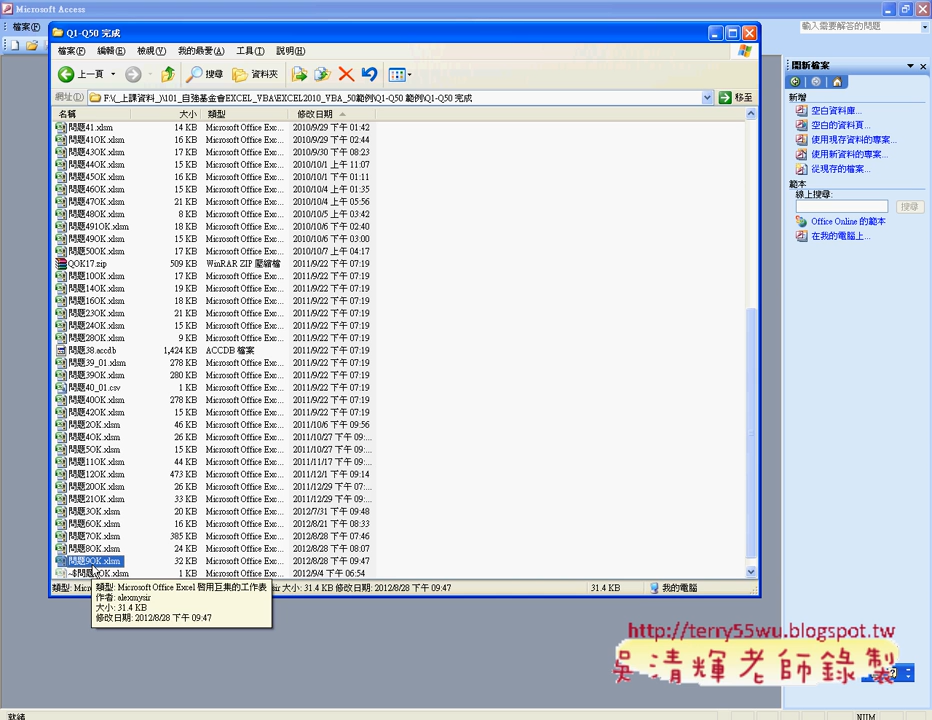 Microsoft Access
檔案(F)
輸入需要解答的問題
Q1-Q50 完成
檔案(F) 編輯(E) 檢視(V) 我的最愛(A) 工具(T) 說明(H)
上一頁 搜尋 資料夾
網址(D) F:\(_上課資料_)\101_自強基金會EXCEL_VBA\EXCEL2010_VBA_50範例\Q1-Q50 範例\Q1-Q50 完成 移至
名稱 大小 類型 修改日期
問題41.xlsm 14 KB Microsoft Office Exc... 2010/9/29 下午 01:42
問題41OK.xlsm 16 KB Microsoft Office Exc... 2010/9/29 下午 02:44
問題43OK.xlsm 17 KB Microsoft Office Exc... 2010/9/30 下午 08:23
問題44OK.xlsm 15 KB Microsoft Office Exc... 2010/10/1 上午 11:07
問題45OK.xlsm 16 KB Microsoft Office Exc... 2010/10/1 下午 01:11
問題46OK.xlsm 15 KB Microsoft Office Exc... 2010/10/4 上午 01:35
問題47OK.xlsm 21 KB Microsoft Office Exc... 2010/10/4 上午 05:56
問題48OK.xlsm 8 KB Microsoft Office Exc... 2010/10/5 上午 03:42
問題491OK.xlsm 18 KB Microsoft Office Exc... 2010/10/6 下午 02:40
問題49OK.xlsm 15 KB Microsoft Office Exc... 2010/10/6 下午 03:00
問題50OK.xlsm 17 KB Microsoft Office Exc... 2010/10/7 上午 04:17
QOK17.zip 509 KB WinRAR ZIP 壓縮檔 2011/9/22 下午 07:19
問題10OK.xlsm 17 KB Microsoft Office Exc... 2011/9/22 下午 07:19
問題14OK.xlsm 19 KB Microsoft Office Exc... 2011/9/22 下午 07:19
問題16OK.xlsm 18 KB Microsoft Office Exc... 2011/9/22 下午 07:19
問題23OK.xlsm 21 KB Microsoft Office Exc... 2011/9/22 下午 07:19
問題24OK.xlsm 15 KB Microsoft Office Exc... 2011/9/22 下午 07:19
問題28OK.xlsm 9 KB Microsoft Office Exc... 2011/9/22 下午 07:19
問題38.accdb 1,424 KB ACCDB 檔案 2011/9/22 下午 07:19
問題39_01.xlsm 278 KB Microsoft Office Exc... 2011/9/22 下午 07:19
問題39OK.xlsm 280 KB Microsoft Office Exc... 2011/9/22 下午 07:19
問題40_01.csv 1 KB Microsoft Office Exc... 2011/9/22 下午 07:19
問題40OK.xlsm 278 KB Microsoft Office Exc... 2011/9/22 下午 07:19
問題42OK.xlsm 15 KB Microsoft Office Exc... 2011/9/22 下午 07:19
問題2OK.xlsm 46 KB Microsoft Office Exc... 2011/10/6 下午 09:56
問題4OK.xlsm 26 KB Microsoft Office Exc... 2011/10/27 下午 09:...
問題5OK.xlsm 15 KB Microsoft Office Exc... 2011/10/27 下午 09:...
問題11OK.xlsm 44 KB Microsoft Office Exc... 2011/11/17 下午 09:...
問題12OK.xlsm 473 KB Microsoft Office Exc... 2011/12/1 下午 09:14
問題20OK.xlsm 26 KB Microsoft Office Exc... 2011/12/29 下午 07:...
問題21OK.xlsm 33 KB Microsoft Office Exc... 2011/12/29 下午 09:...
問題3OK.xlsm 20 KB Microsoft Office Exc... 2012/7/31 下午 09:48
問題6OK.xlsm 16 KB Microsoft Office Exc... 2012/8/21 下午 08:33
問題7OK.xlsm 385 KB Microsoft Office Exc... 2012/8/28 下午 07:46
問題8OK.xlsm 24 KB Microsoft Office Exc... 2012/8/28 下午 08:07
問題9OK.xlsm 32 KB Microsoft Office Exc... 2012/8/28 下午 09:47
OK.xlsm 1 KB Microsoft Office Exc... 2012/9/4 下午 06:54
大小: 31.4 KB 修改日期: 2012/8/28 下午 09:47 31.4 KB 我的電腦
類型: Microsoft Office Excel 啟用巨集的工作表
作者: alexmysir
大小: 31.4 KB
修改日期: 2012/8/28 下午 09:47
開新檔案
新增
空白資料庫...
空白的資料頁...
使用現存資料的專案...
使用新資料的專案...
從現存的檔案...
範本
線上搜尋:
搜尋
Office Online 的範本
在我的電腦上...
http://terry55wu.blogspot.tw
吳清輝老師錄製
就緒
NUM